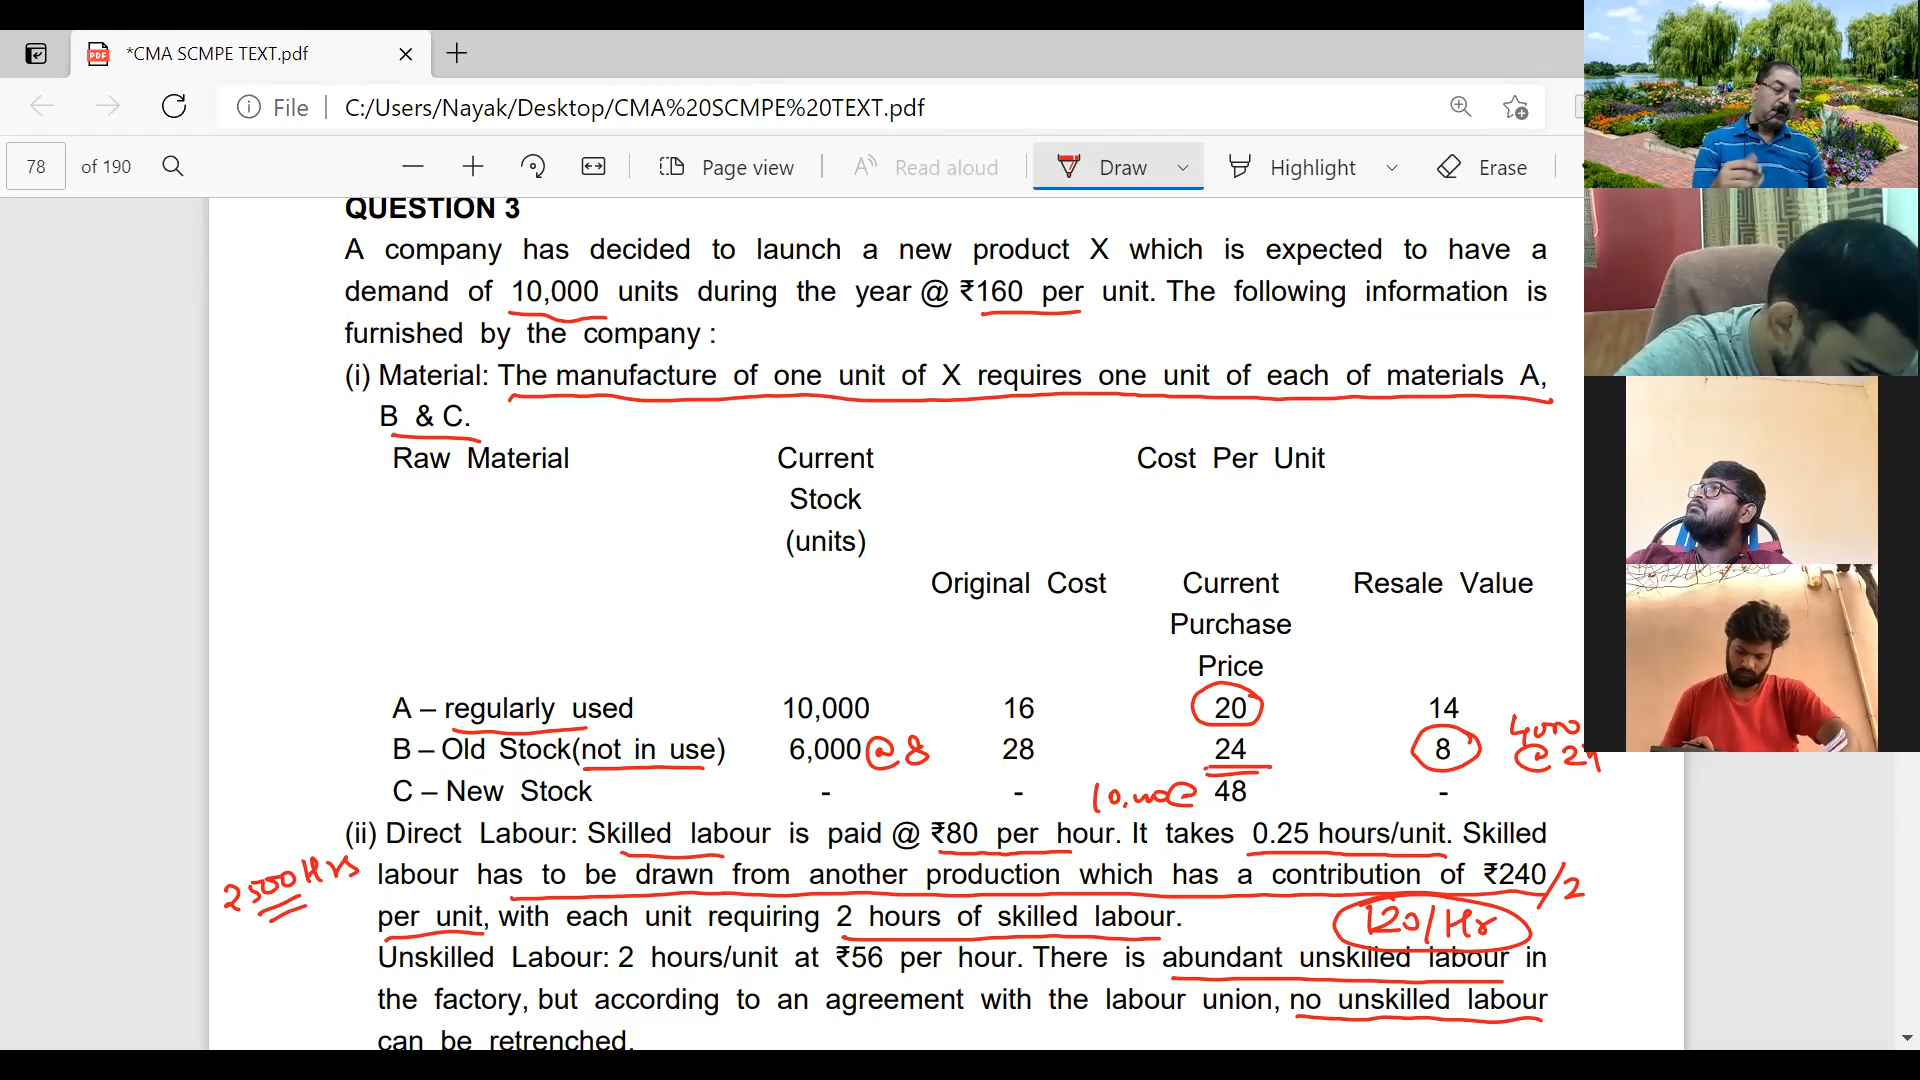 *CMA SCMPE TEXT.pdf
PDF
File | C:/Users/Nayak/Desktop/CMA%20SCMPE%20TEXT.pdf
78 of 190 Page view Read aloud Draw Highlight Erase
QUESTION 3
A company has decided to launch a new product X which is expected to have a
demand of 10,000 units during the year @ ₹160 per unit. The following information is
furnished by the company :
(i) Material: The manufacture of one unit of X requires one unit of each of materials A,
B & C.
Raw Material Current Cost Per Unit
Stock
(units)
Original Cost Current Resale Value
Purchase
Price
A – regularly used 10,000 16 20 14
4000
B – Old Stock(not in use) 6,000 @ 8 28 24 8 @ 24
C – New Stock - - 48 -
(ii) Direct Labour: Skilled labour is paid @ ₹80 per hour. It takes 0.25 hours/unit. Skilled
2500 Hrs labour has to be drawn from another production which has a contribution of ₹240 /2
per unit, with each unit requiring 2 hours of skilled labour. 120/Hr
Unskilled Labour: 2 hours/unit at ₹56 per hour. There is abundant unskilled labour in
the factory, but according to an agreement with the labour union, no unskilled labour
can be retrenched.